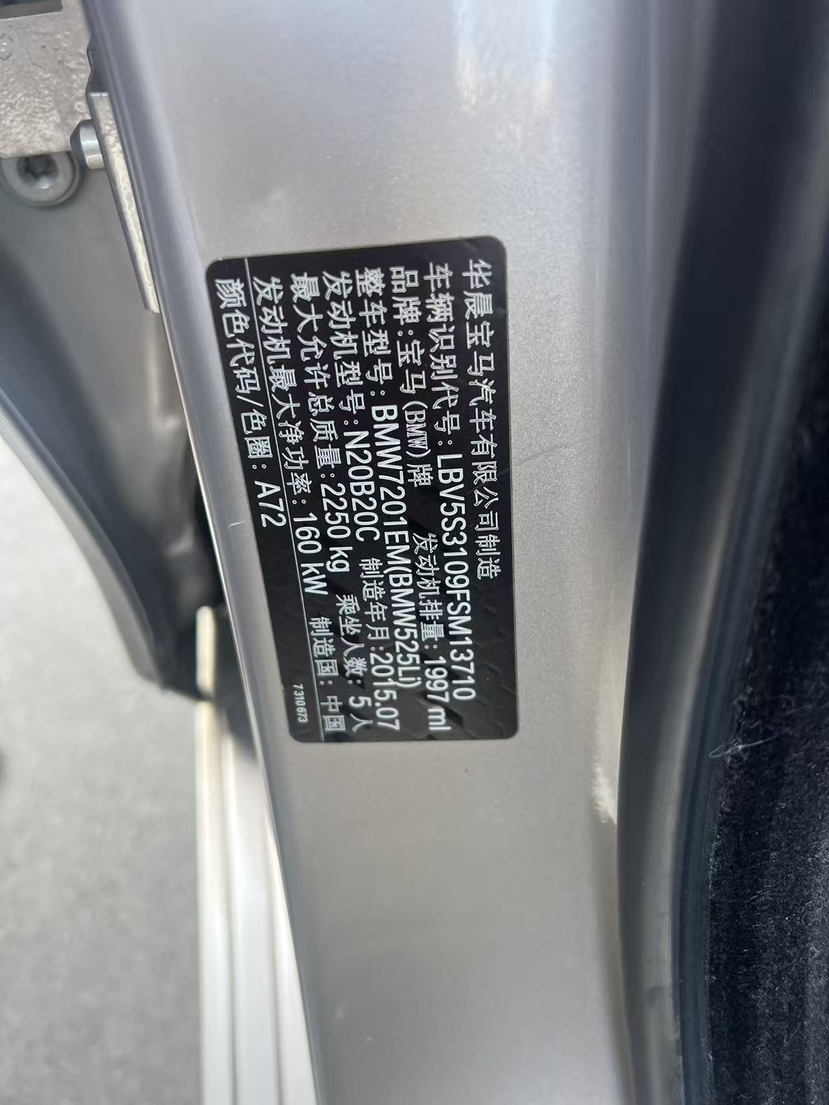 华晨宝马汽车有限公司制造
车辆识别代号: LBV5S3109FSM13710
品牌:宝马(BMW)牌 发动机排量: 1997ml
整车型号: BMW7201EM(BMW525Li)
发动机型号: N20B20C 制造年月:2015.07
最大允许总质量:2250 kg 乘坐人数: 5人
发动机最大净功率: 160 kW 制造国: 中国
颜色代码/色圈: A72
7 310 673